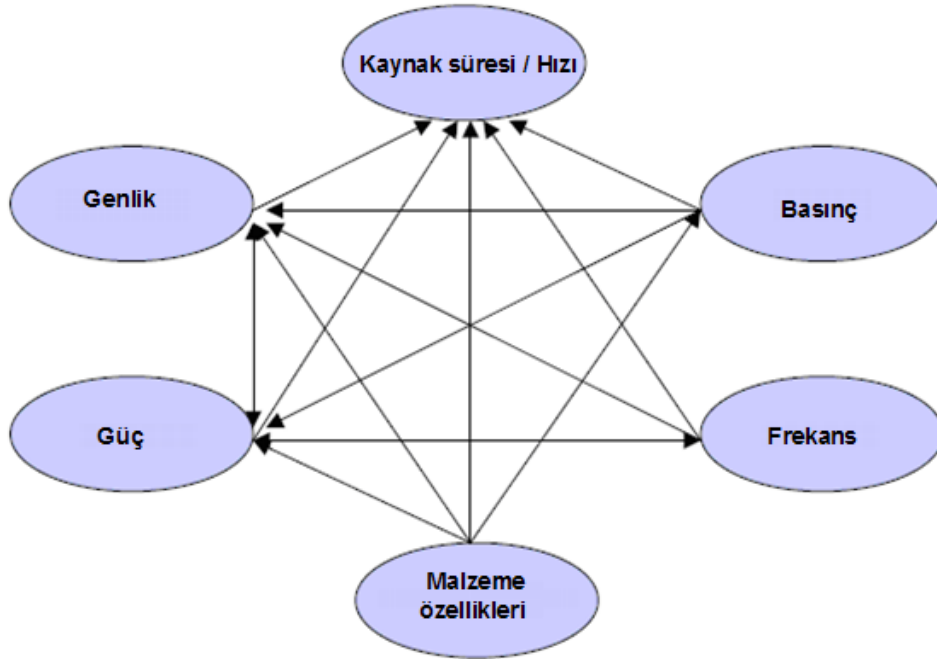 Kaynak süresi / Hızı
Genlik
Basınç
Güç
Frekans
Malzeme
özellikleri